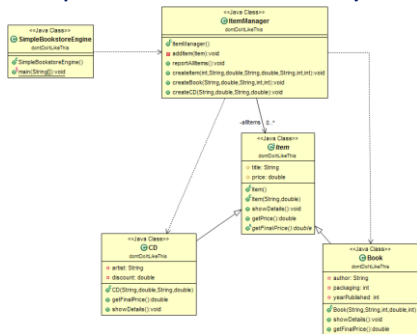 <<Java Class>>
SimpleBookstoreEngine
dontDoItLikeThis
SimpleBookstoreEngine()
main(String[]):void
<<Java Class>>
ItemManager
dontDoItLikeThis
ItemManager()
addItem(Item):void
reportAllItems():void
createItem(int,String,double,String,double,String,int,int):void
createBook(String,double,String,int,int):void
createCD(String,double,String,double):void
-allItems 0..*
<<Java Class>>
Item
dontDoItLikeThis
title: String
price: double
Item()
Item(String,double)
showDetails():void
getPrice():double
getFinalPrice():double
<<Java Class>>
CD
dontDoItLikeThis
artist: String
discount: double
CD(String,double,String,double)
getFinalPrice():double
showDetails():void
<<Java Class>>
Book
dontDoItLikeThis
author: String
packaging: int
yearPublished: int
Book(String,String,int,double,int)
showDetails():void
getFinalPrice():double